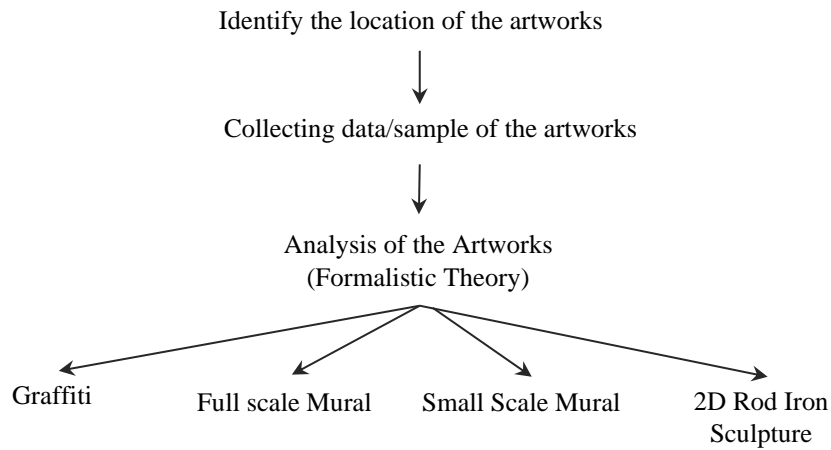 Identify the location of the artworks
Collecting data/sample of the artworks
Analysis of the Artworks
(Formalistic Theory)
Graffiti
Full scale Mural
Small Scale Mural
2D Rod Iron
Sculpture